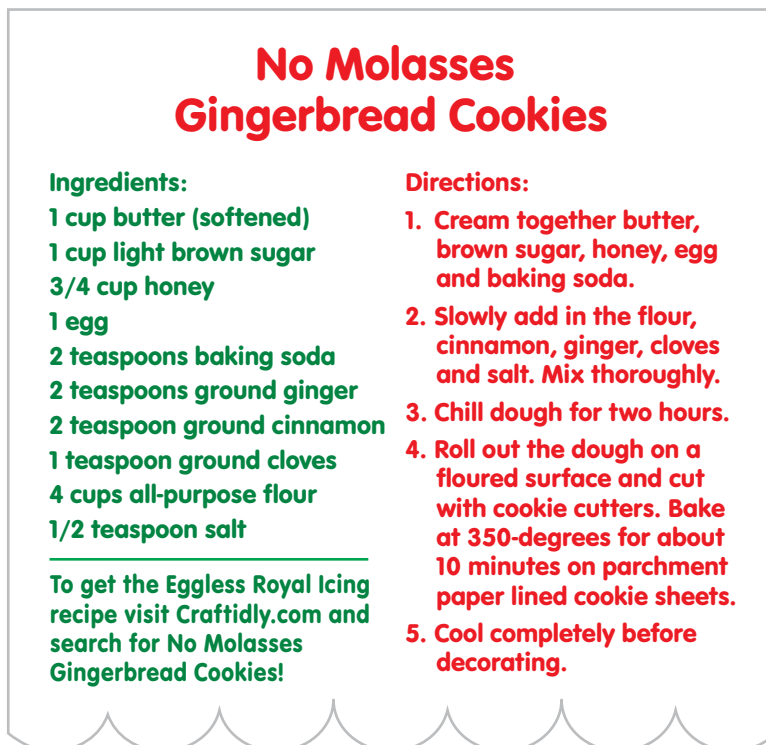 No Molasses
Gingerbread Cookies
Ingredients:
1 cup butter (softened)
1 cup light brown sugar
3/4 cup honey
1 egg
2 teaspoons baking soda
2 teaspoons ground ginger
2 teaspoon ground cinnamon
1 teaspoon ground cloves
4 cups all-purpose flour
1/2 teaspoon salt
To get the Eggless Royal Icing
recipe visit Craftidly.com and
search for No Molasses
Gingerbread Cookies!
Directions:
1. Cream together butter,
brown sugar, honey, egg
and baking soda.
2. Slowly add in the flour,
cinnamon, ginger, cloves
and salt. Mix thoroughly.
3. Chill dough for two hours.
4. Roll out the dough on a
floured surface and cut
with cookie cutters. Bake
at 350-degrees for about
10 minutes on parchment
paper lined cookie sheets.
5. Cool completely before
decorating.